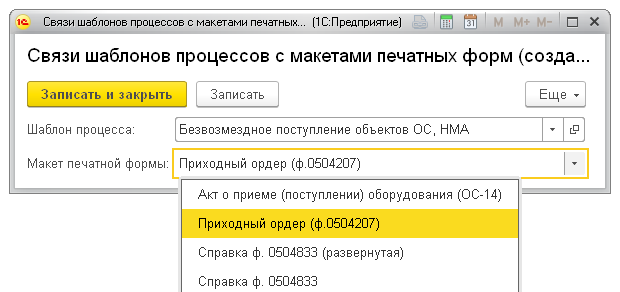 1С Связи шаблонов процессов с макетами печатных... (1С:Предприятие) 31 M M+ M-
Связи шаблонов процессов с макетами печатных форм (созда...
Записать и закрыть Записать Еще
Шаблон процесса: Безвозмездное поступление объектов ОС, НМА
Макет печатной формы: Приходный ордер (ф.0504207)
Акт о приеме (поступлении) оборудования (ОС-14)
Приходный ордер (ф.0504207)
Справка ф. 0504833 (развернутая)
Справка ф. 0504833